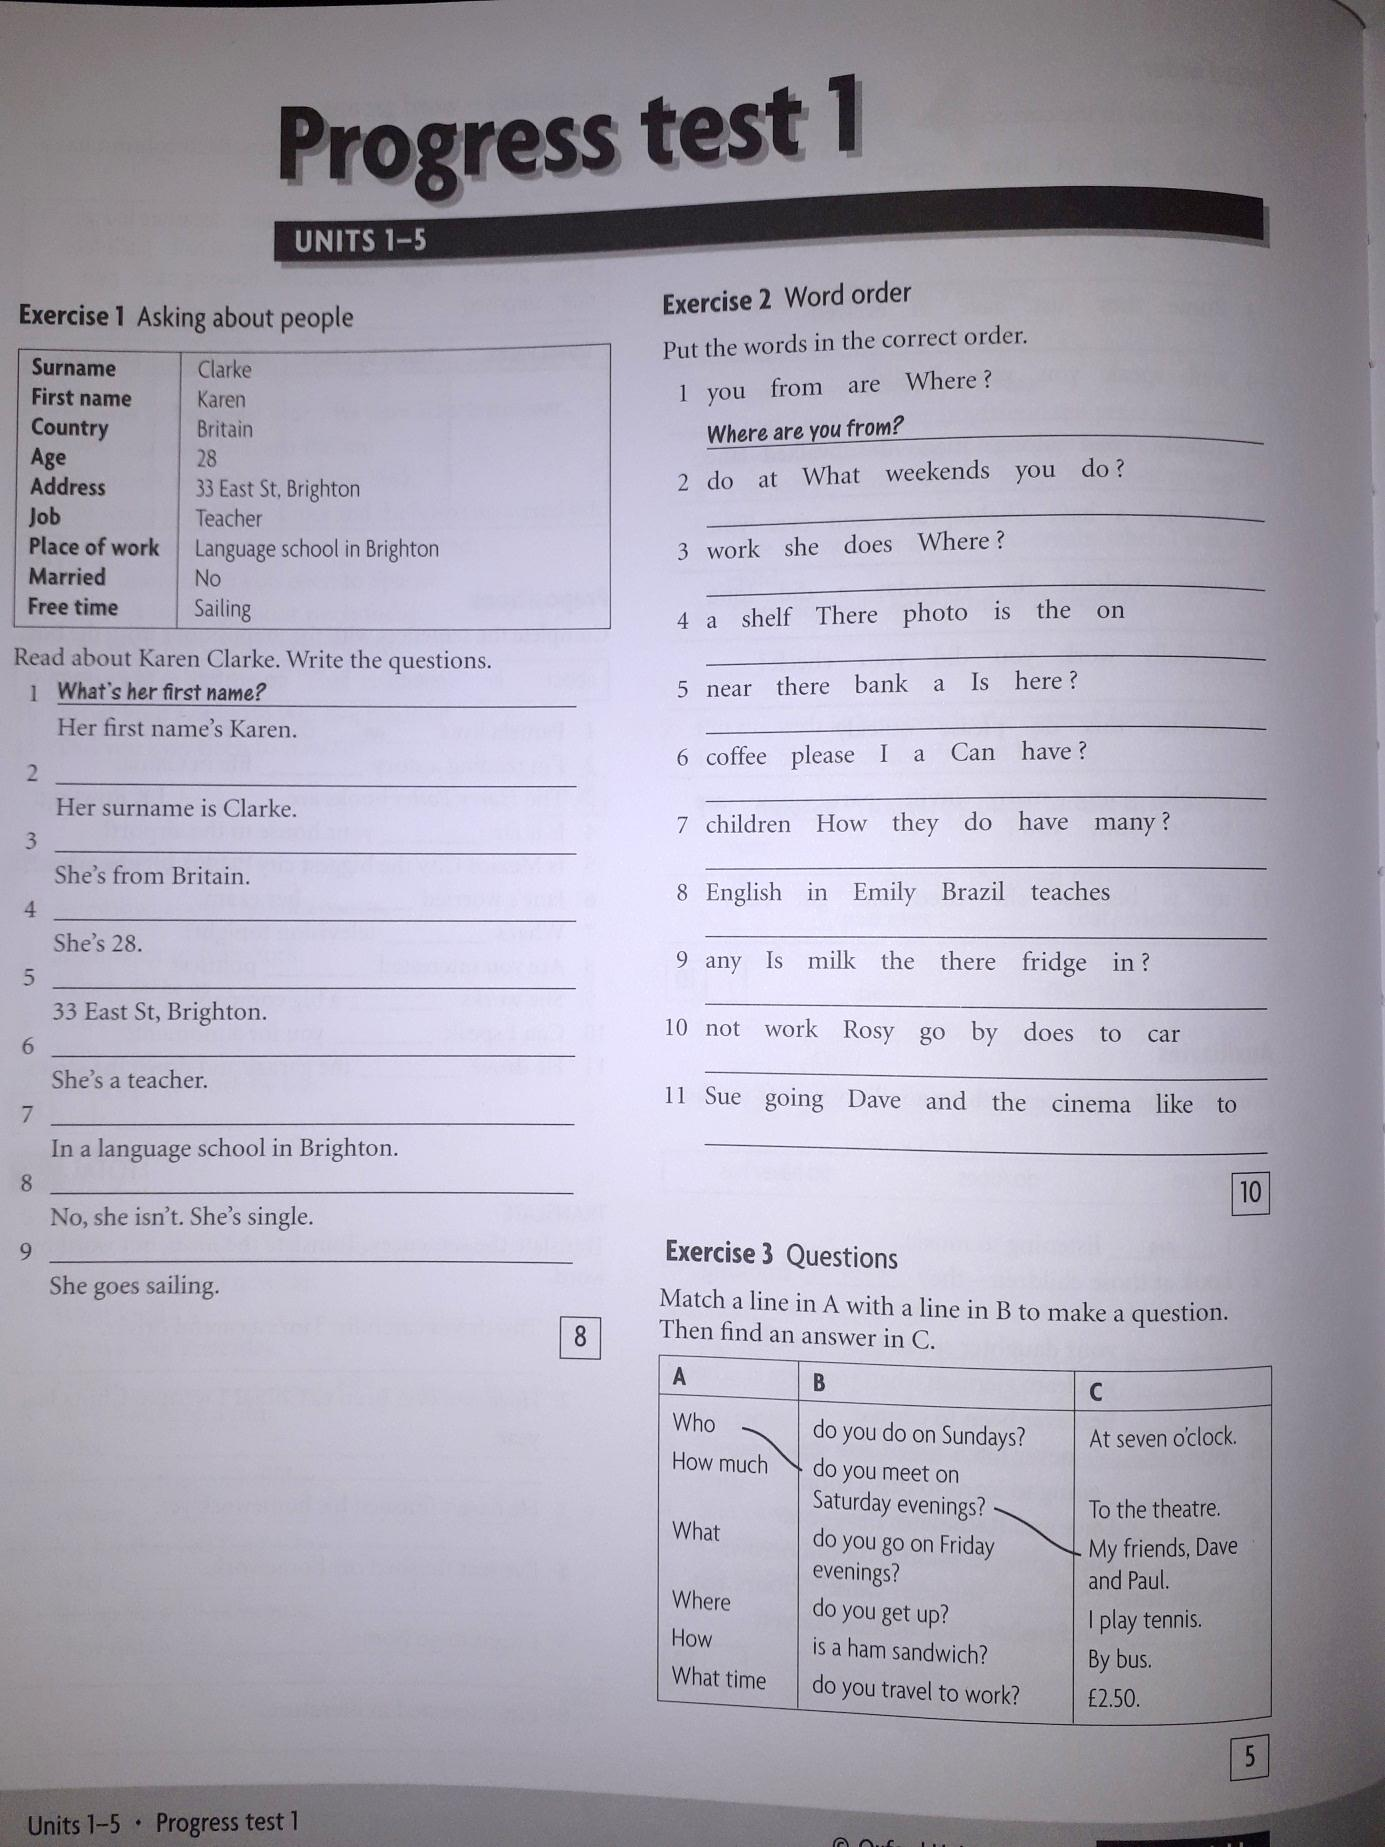 Progress test 1
UNITS 1–5
Exercise 1 Asking about people
Surname Clarke
First name Karen
Country Britain
Age 28
Address 33 East St, Brighton
Job Teacher
Place of work Language school in Brighton
Married No
Free time Sailing
Read about Karen Clarke. Write the questions.
1 What's her first name?
Her first name's Karen.
2
Her surname is Clarke.
3
She's from Britain.
4
She's 28.
5
33 East St, Brighton.
6
She's a teacher.
7
In a language school in Brighton.
8
No, she isn't. She's single.
9
She goes sailing.
8
Exercise 2 Word order
Put the words in the correct order.
1 you from are Where ?
Where are you from?
2 do at What weekends you do ?
3 work she does Where ?
4 a shelf There photo is the on
5 near there bank a Is here ?
6 coffee please I a Can have ?
7 children How they do have many ?
8 English in Emily Brazil teaches
9 any Is milk the there fridge in ?
10 not work Rosy go by does to car
11 Sue going Dave and the cinema like to
10
Exercise 3 Questions
Match a line in A with a line in B to make a question.
Then find an answer in C.
A B C
Who do you do on Sundays? At seven o'clock.
How much do you meet on
Saturday evenings? To the theatre.
What do you go on Friday My friends, Dave
evenings? and Paul.
Where do you get up? I play tennis.
How is a ham sandwich? By bus.
What time do you travel to work? £2.50.
5
Units 1–5 • Progress test 1